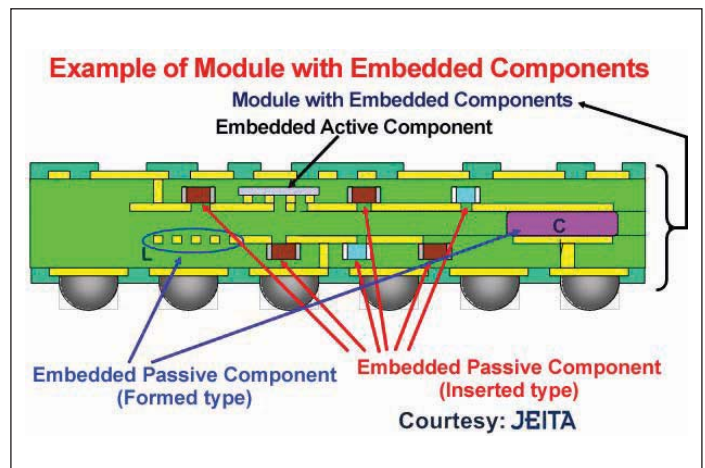 Example of Module with Embedded Components
Module with Embedded Components
Embedded Active Component
C
L
Embedded Passive Component
(Formed type)
Embedded Passive Component
(Inserted type)
Courtesy: JEITA